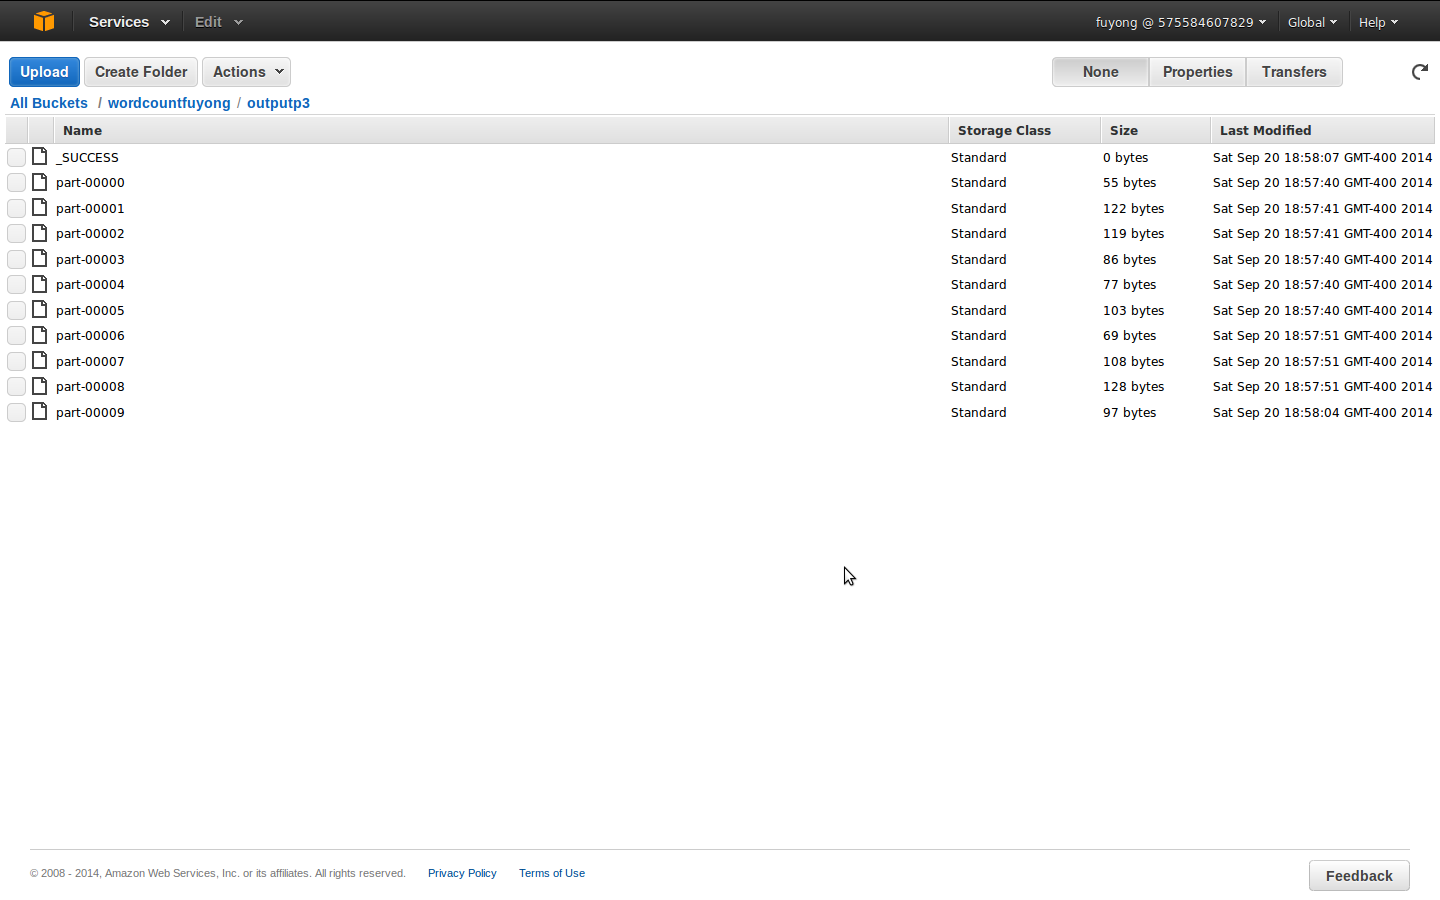 Services Edit fuyong @ 575584607829 Global Help
Upload Create Folder Actions None Properties Transfers
All Buckets / wordcountfuyong / outputp3
Name Storage Class Size Last Modified
_SUCCESS Standard 0 bytes Sat Sep 20 18:58:07 GMT-400 2014
part-00000 Standard 55 bytes Sat Sep 20 18:57:40 GMT-400 2014
part-00001 Standard 122 bytes Sat Sep 20 18:57:41 GMT-400 2014
part-00002 Standard 119 bytes Sat Sep 20 18:57:41 GMT-400 2014
part-00003 Standard 86 bytes Sat Sep 20 18:57:40 GMT-400 2014
part-00004 Standard 77 bytes Sat Sep 20 18:57:40 GMT-400 2014
part-00005 Standard 103 bytes Sat Sep 20 18:57:40 GMT-400 2014
part-00006 Standard 69 bytes Sat Sep 20 18:57:51 GMT-400 2014
part-00007 Standard 108 bytes Sat Sep 20 18:57:51 GMT-400 2014
part-00008 Standard 128 bytes Sat Sep 20 18:57:51 GMT-400 2014
part-00009 Standard 97 bytes Sat Sep 20 18:58:04 GMT-400 2014
© 2008 - 2014, Amazon Web Services, Inc. or its affiliates. All rights reserved. Privacy Policy Terms of Use Feedback